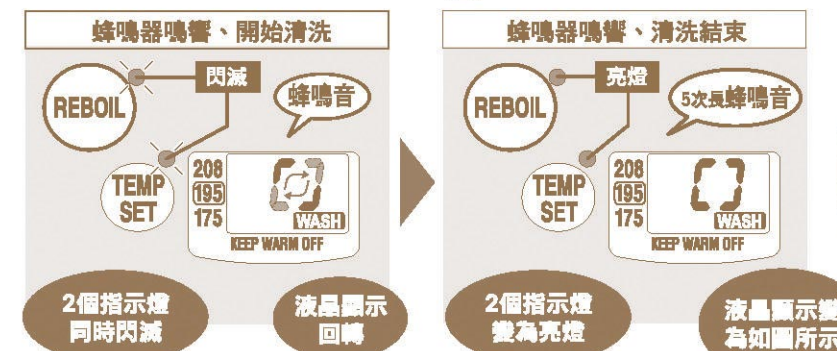 蜂鳴器鳴響、開始清洗
REBOIL
閃滅
蜂鳴音
TEMP
SET
208
195
175
WASH
KEEP WARM OFF
2個指示燈
同時閃滅
液晶顯示
回轉
蜂鳴器鳴響、清洗結束
REBOIL
亮燈
5次長蜂鳴音
TEMP
SET
208
195
175
WASH
KEEP WARM OFF
2個指示燈
變為亮燈
液晶顯示變
為如圖所示